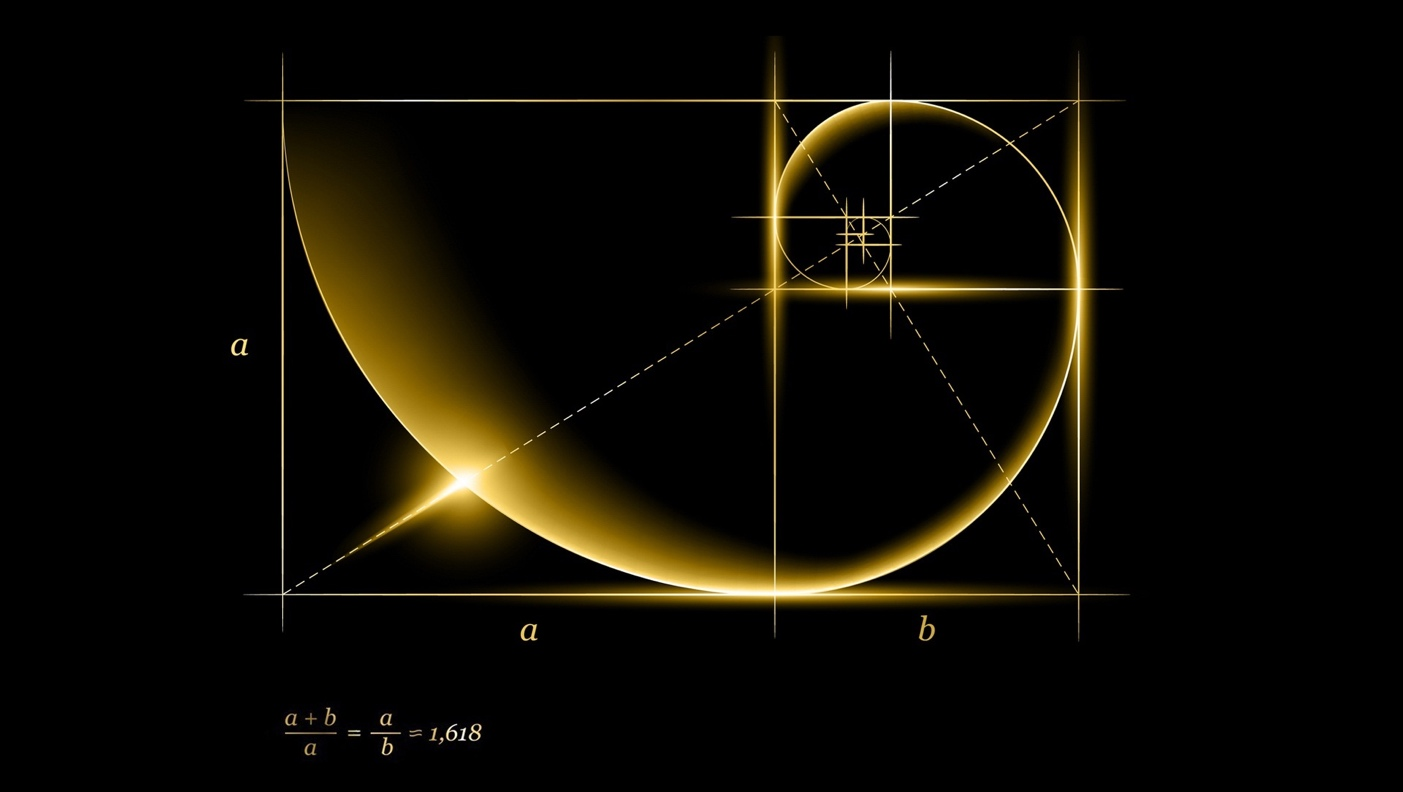 a
a b
a + b / a = a / b ≈ 1,618